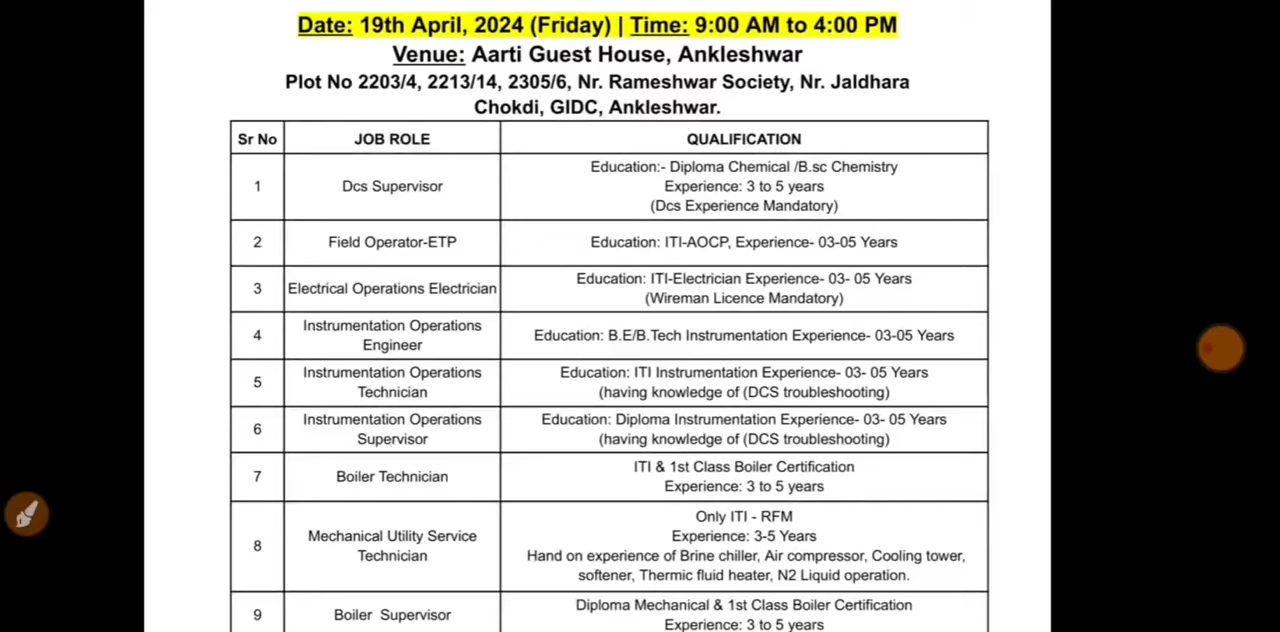 Date: 19th April, 2024 (Friday) | Time: 9:00 AM to 4:00 PM
Venue: Aarti Guest House, Ankleshwar
Plot No 2203/4, 2213/14, 2305/6, Nr. Rameshwar Society, Nr. Jaldhara
Chokdi, GIDC, Ankleshwar.
Sr No JOB ROLE QUALIFICATION
1 Dcs Supervisor Education:- Diploma Chemical /B.sc Chemistry
Experience: 3 to 5 years
(Dcs Experience Mandatory)
2 Field Operator-ETP Education: ITI-AOCP, Experience- 03-05 Years
3 Electrical Operations Electrician Education: ITI-Electrician Experience- 03- 05 Years
(Wireman Licence Mandatory)
4 Instrumentation Operations
Engineer Education: B.E/B.Tech Instrumentation Experience- 03-05 Years
5 Instrumentation Operations
Technician Education: ITI Instrumentation Experience- 03- 05 Years
(having knowledge of (DCS troubleshooting)
6 Instrumentation Operations
Supervisor Education: Diploma Instrumentation Experience- 03- 05 Years
(having knowledge of (DCS troubleshooting)
7 Boiler Technician ITI & 1st Class Boiler Certification
Experience: 3 to 5 years
8 Mechanical Utility Service
Technician Only ITI - RFM
Experience: 3-5 Years
Hand on experience of Brine chiller, Air compressor, Cooling tower,
softener, Thermic fluid heater, N2 Liquid operation.
9 Boiler Supervisor Diploma Mechanical & 1st Class Boiler Certification
Experience: 3 to 5 years